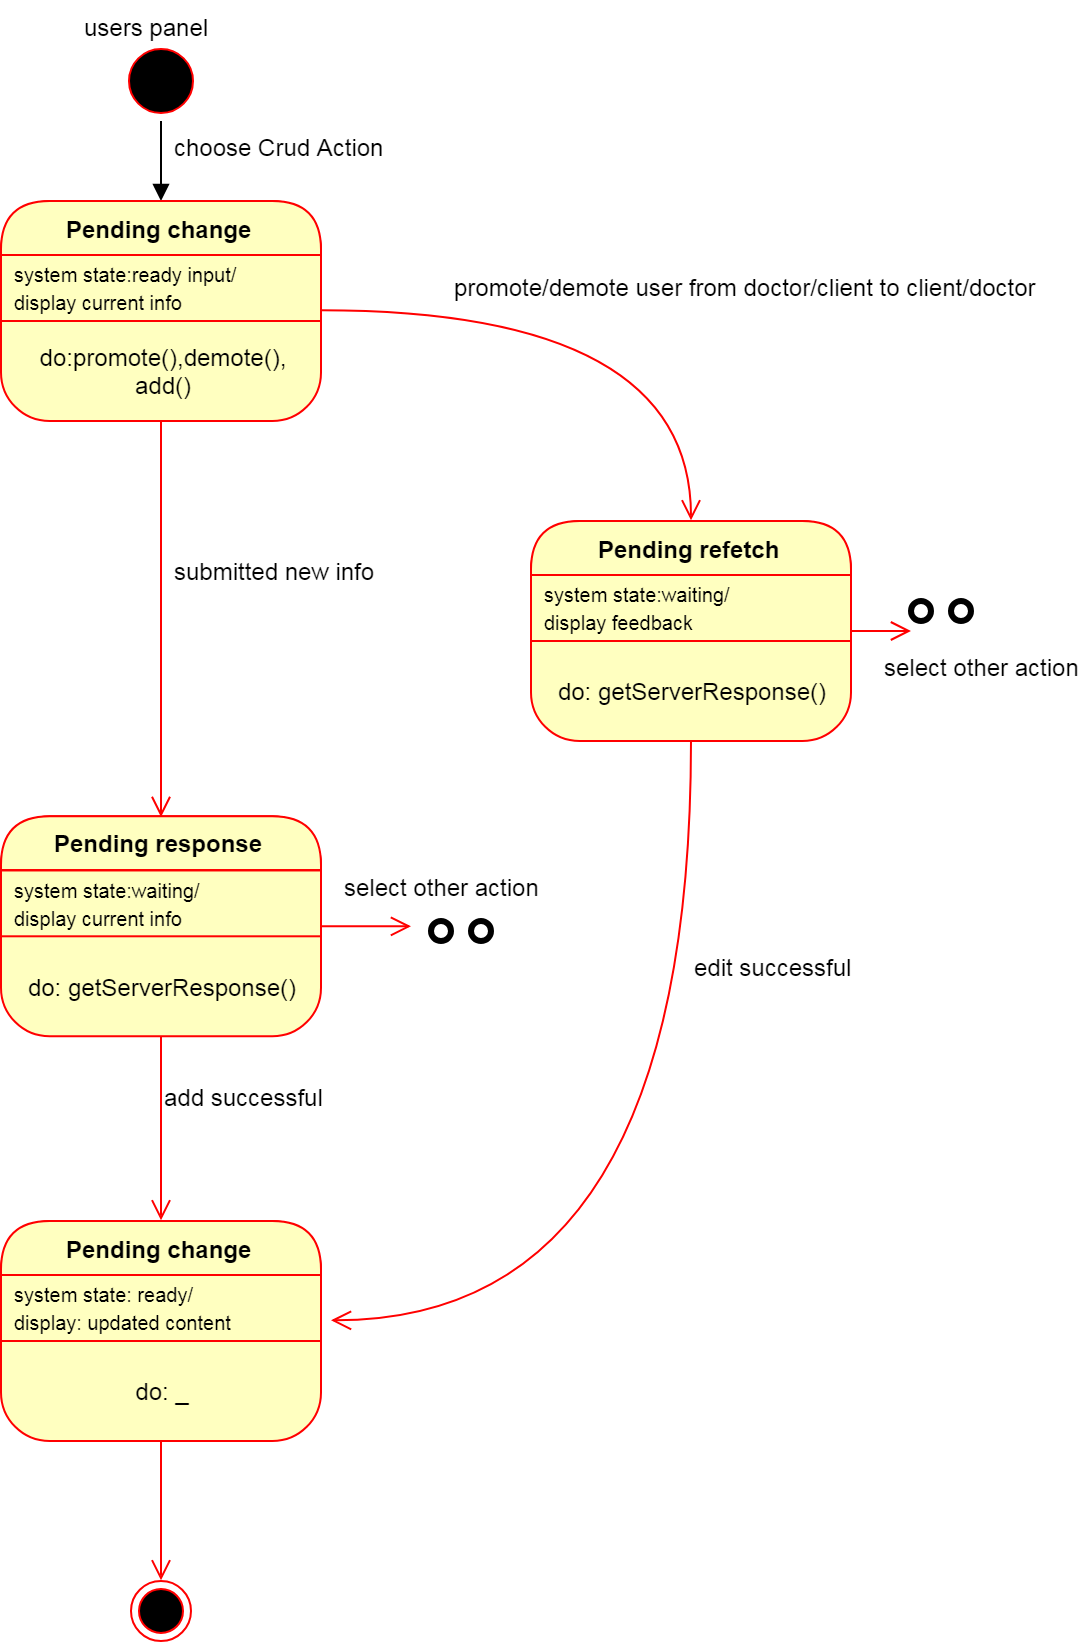 users panel
choose Crud Action
Pending change
system state:ready input/
display current info
do:promote(),demote(),
add()
promote/demote user from doctor/client to client/doctor
submitted new info
Pending refetch
system state:waiting/
display feedback
do: getServerResponse()
select other action
Pending response
system state:waiting/
display current info
do: getServerResponse()
select other action
edit successful
add successful
Pending change
system state: ready/
display: updated content
do: _